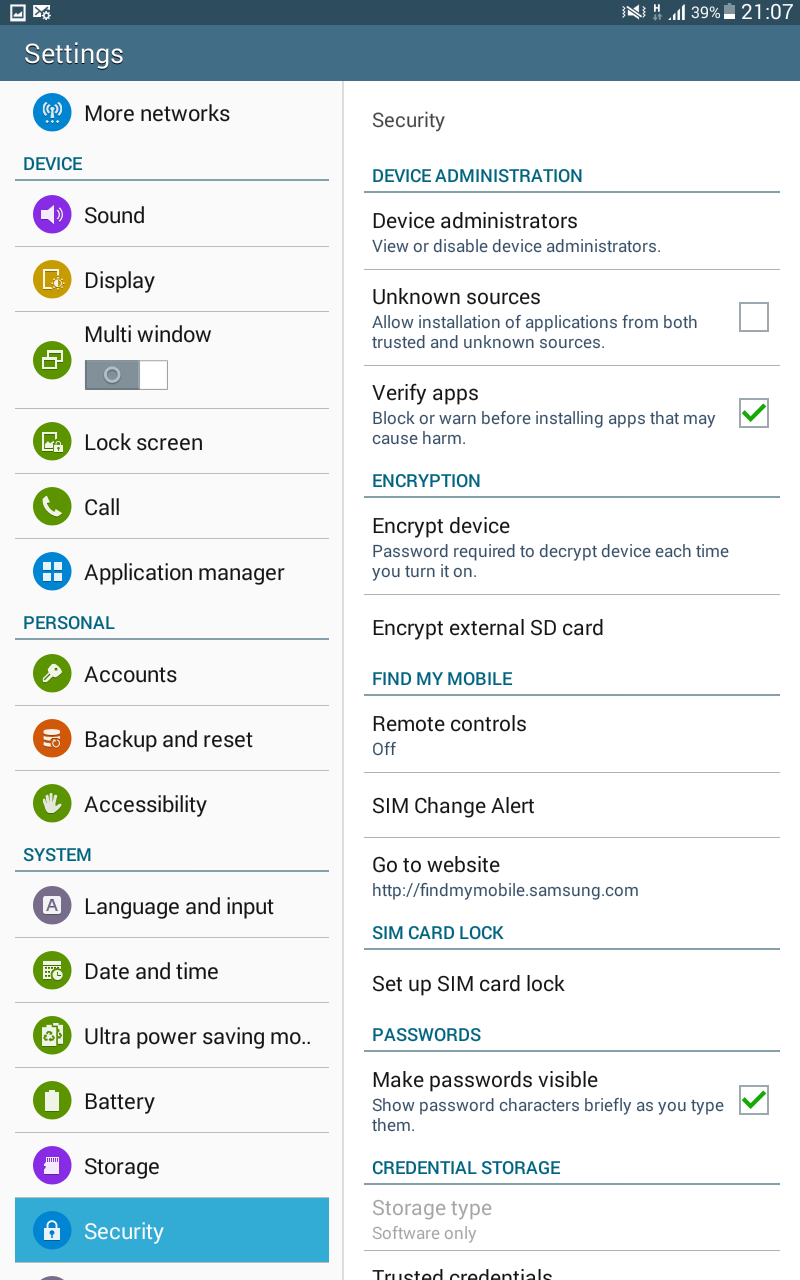 H 39% 21:07
Settings
More networks
DEVICE
Sound
Display
Multi window
Lock screen
Call
Application manager
PERSONAL
Accounts
Backup and reset
Accessibility
SYSTEM
A Language and input
Date and time
Ultra power saving mo..
Battery
Storage
Security
Security
DEVICE ADMINISTRATION
Device administrators
View or disable device administrators.
Unknown sources
Allow installation of applications from both
trusted and unknown sources.
Verify apps
Block or warn before installing apps that may
cause harm.
ENCRYPTION
Encrypt device
Password required to decrypt device each time
you turn it on.
Encrypt external SD card
FIND MY MOBILE
Remote controls
Off
SIM Change Alert
Go to website
http://findmymobile.samsung.com
SIM CARD LOCK
Set up SIM card lock
PASSWORDS
Make passwords visible
Show password characters briefly as you type
them.
CREDENTIAL STORAGE
Storage type
Software only
Trusted credentials